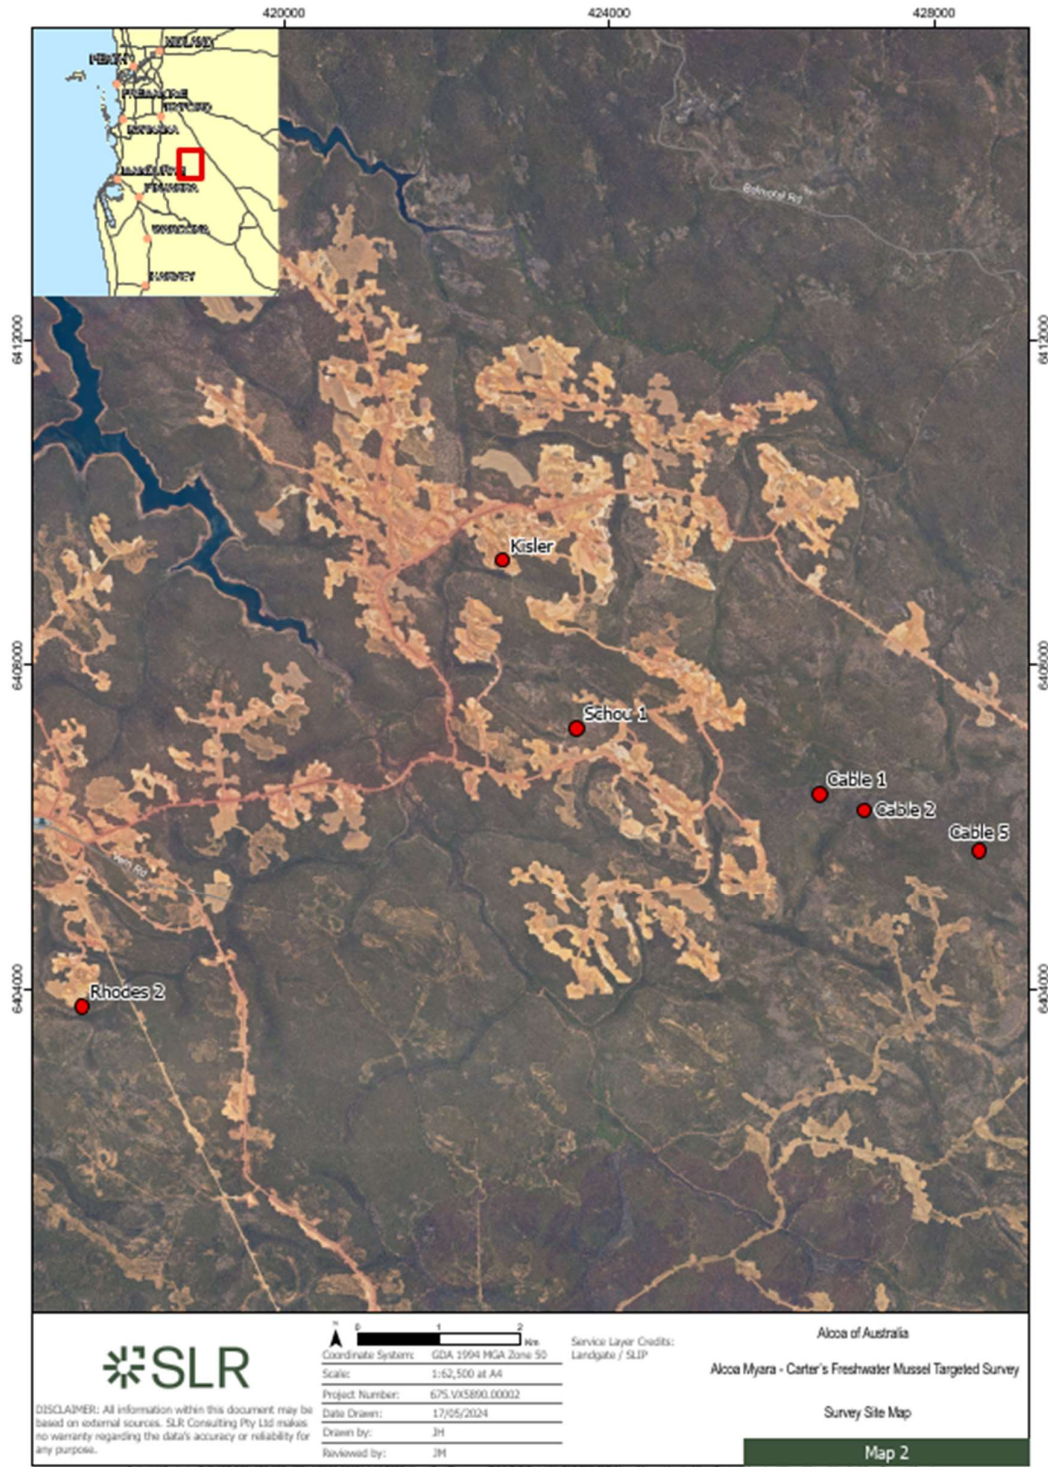 420000
424000
428000
MIDLAND
PERTH
FREMANTLE
MANDURAH
PINJARRA
WAROONA
HARVEY
Balmoral Rd
6412000
6412000
Kisler
6408000
6408000
Schou 1
Cable 1
Cable 2
Cable 5
Rhodes 2
6404000
6404000
N
0 1 2
Km
SLR
DISCLAIMER: All information within this document may be
based on external sources. SLR Consulting Pty Ltd makes
no warranty regarding the data's accuracy or reliability for
any purpose.
Coordinate System: GDA 1994 MGA Zone 50
Scale: 1:62,500 at A4
Project Number: 675.VX5890.00002
Date Drawn: 17/05/2024
Drawn by: JH
Reviewed by: JM
Service Layer Credits:
Landgate / SLIP
Alcoa of Australia
Alcoa Myara - Carter's Freshwater Mussel Targeted Survey
Survey Site Map
Map 2